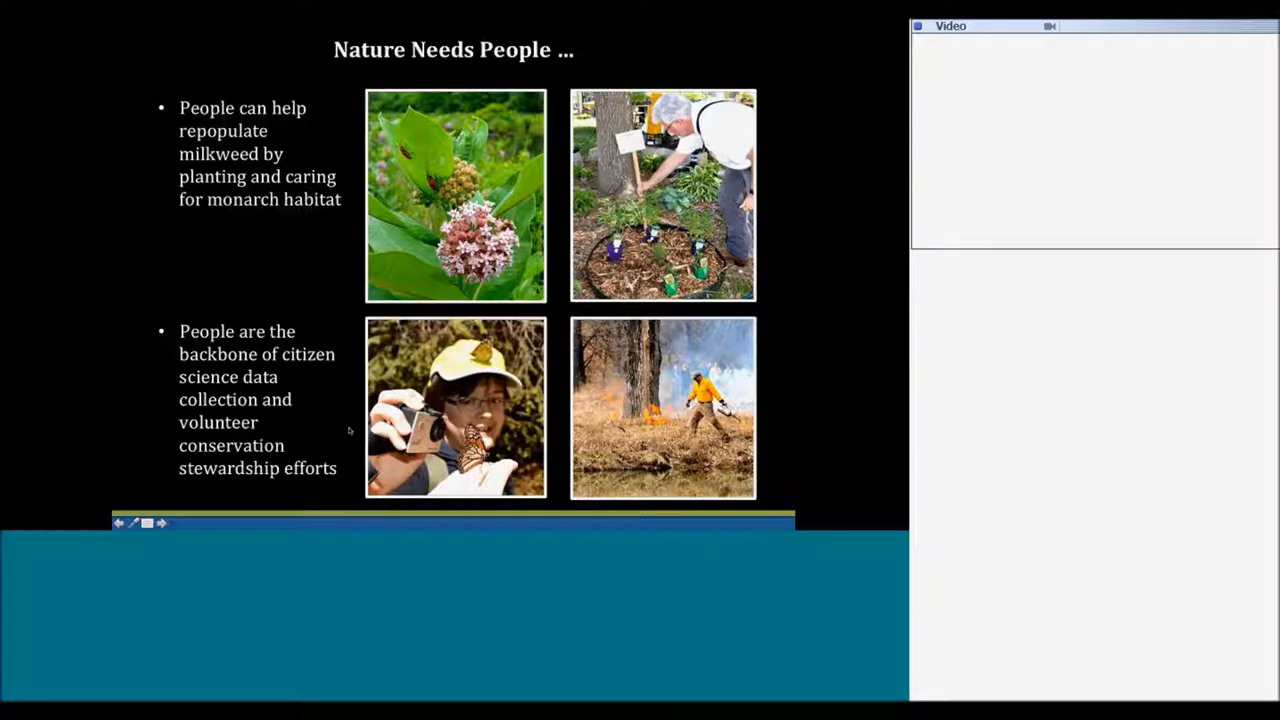 Nature Needs People ...
• People can help
repopulate
milkweed by
planting and caring
for monarch habitat
• People are the
backbone of citizen
science data
collection and
volunteer
conservation
stewardship efforts
Video